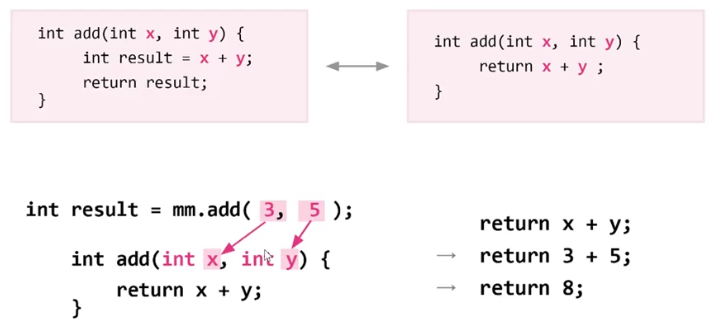 int add(int x, int y) {
int result = x + y;
return result;
}
int add(int x, int y) {
return x + y ;
}
int result = mm.add( 3, 5 );
int add(int x, int y) {
return x + y;
}
return x + y;
→ return 3 + 5;
→ return 8;